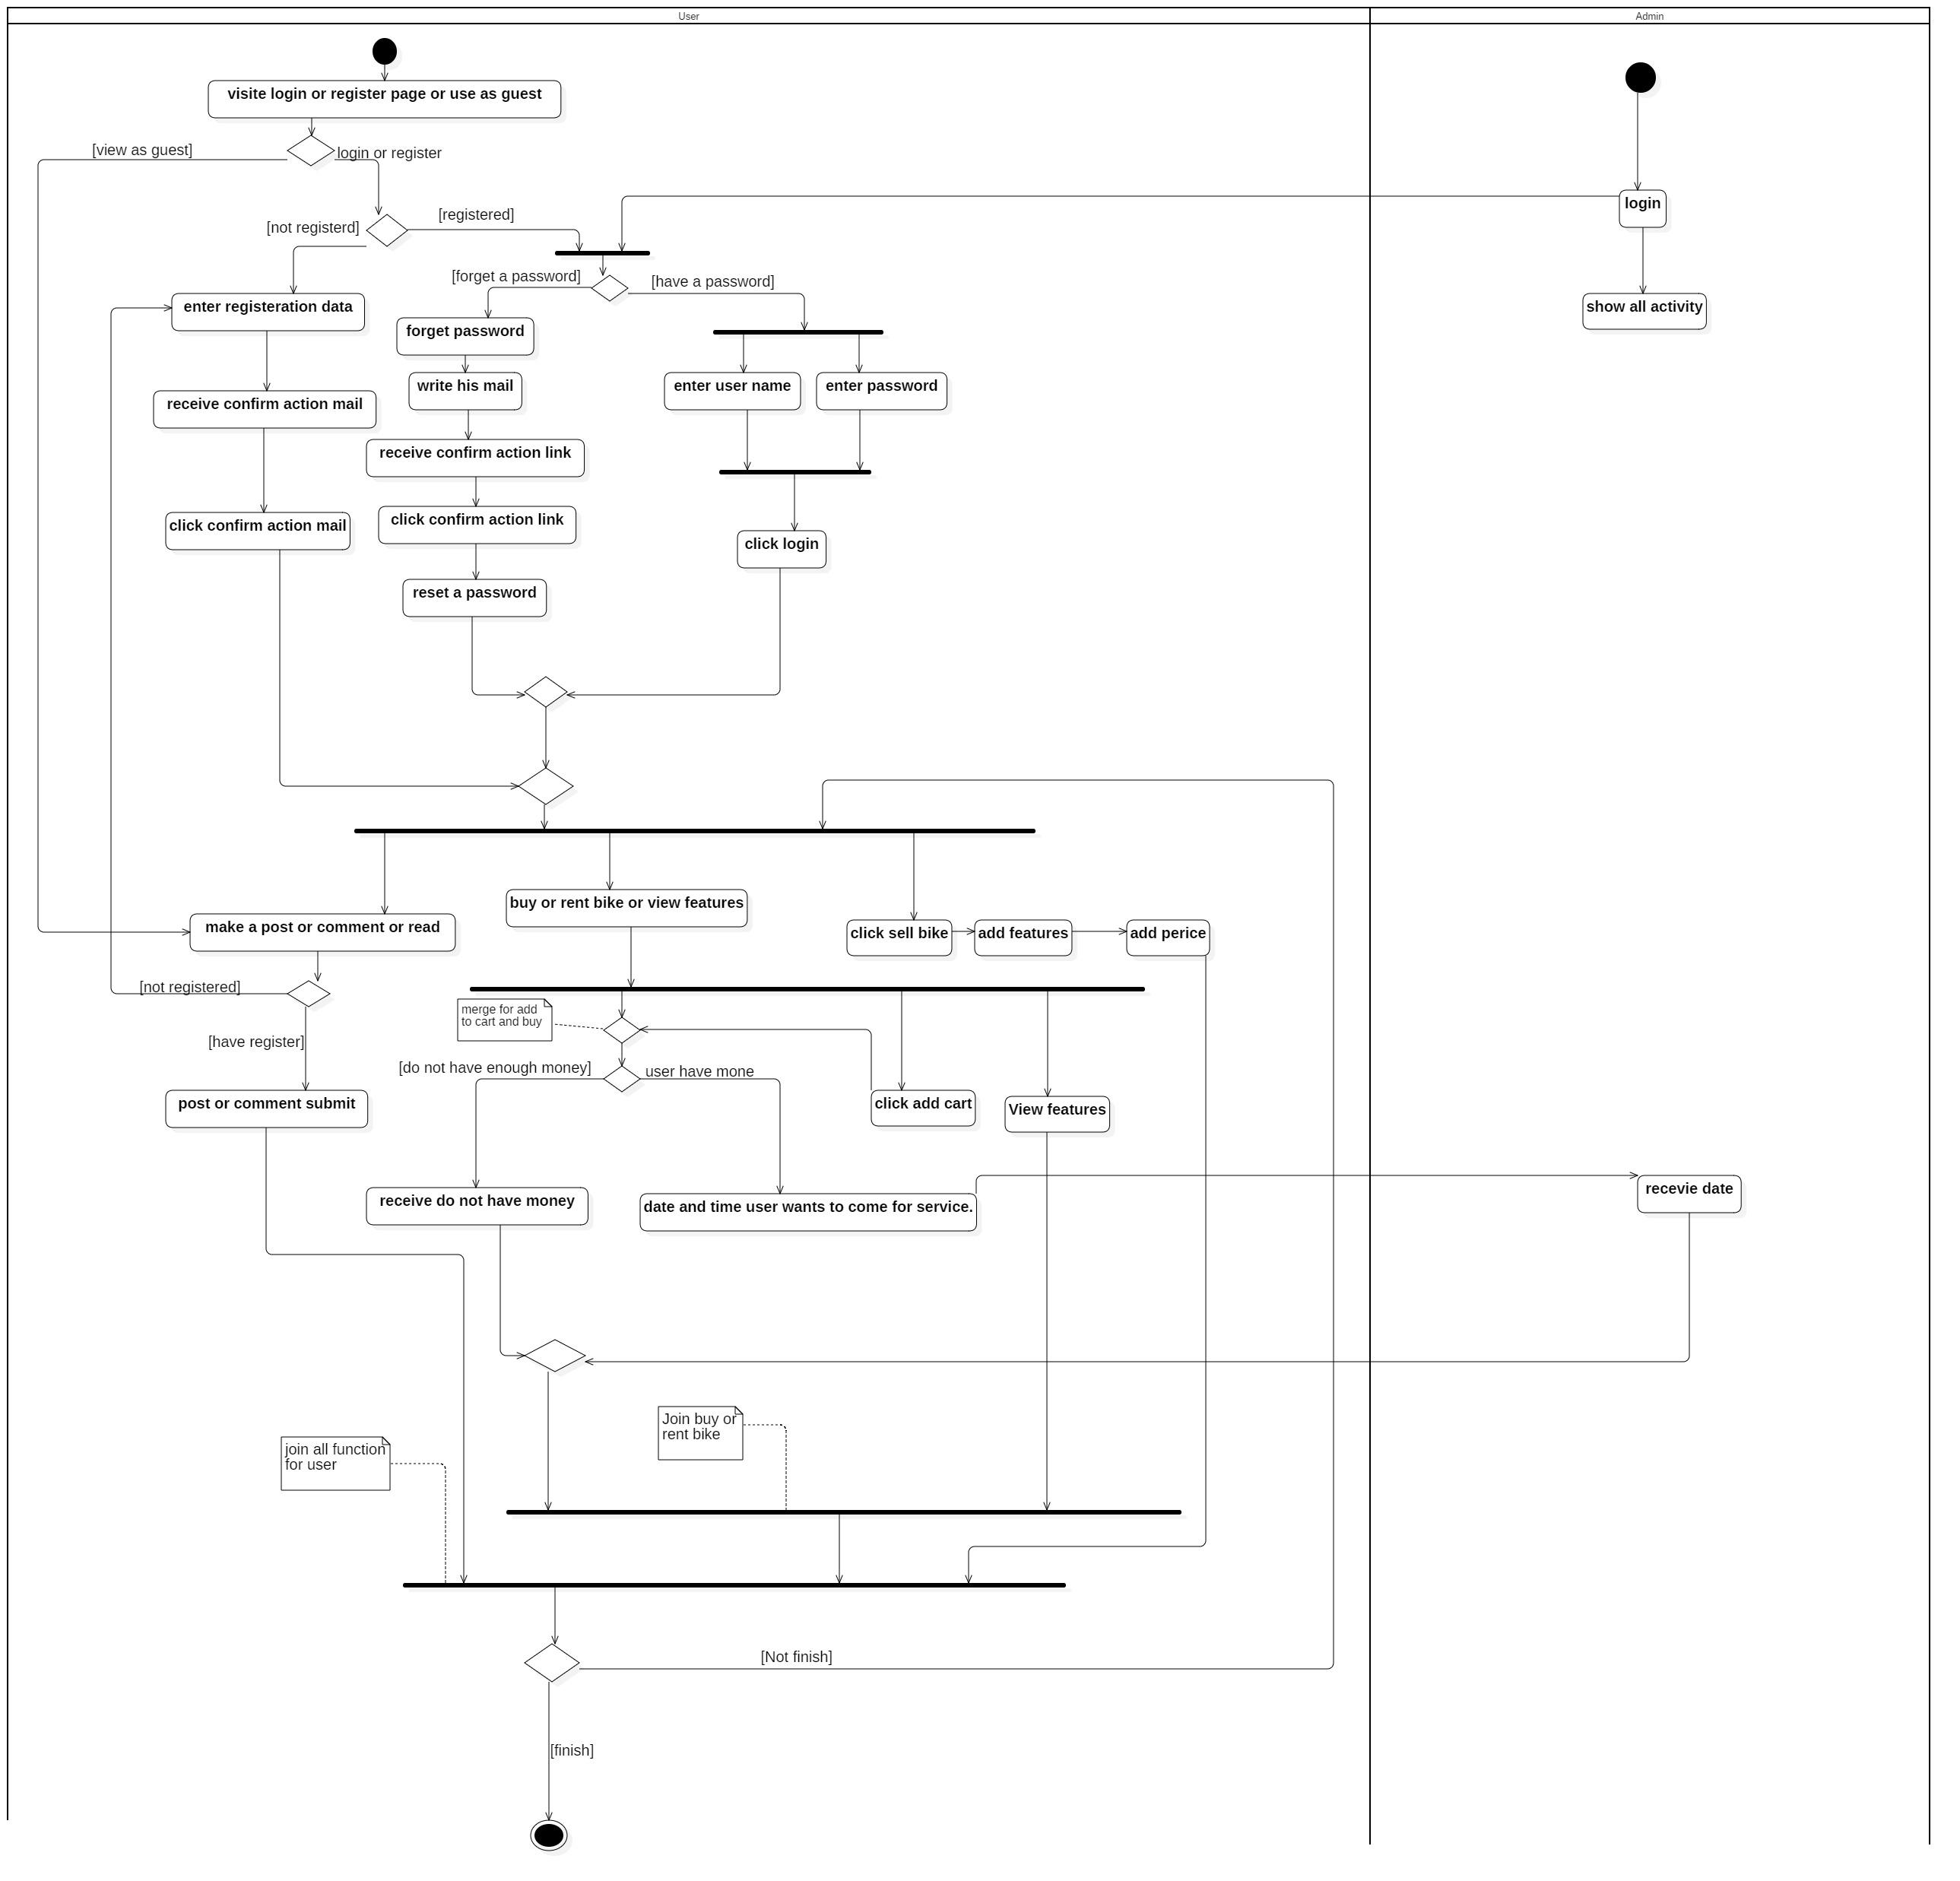 User
Admin
visite login or register page or use as guest
[view as guest]
login or register
login
[not registerd]
[registered]
[forget a password]
[have a password]
enter registeration data
show all activity
forget password
write his mail
enter user name
enter password
receive confirm action mail
receive confirm action link
click confirm action mail
click confirm action link
click login
reset a password
buy or rent bike or view features
make a post or comment or read
click sell bike
add features
add perice
[not registered]
merge for add
to cart and buy
[have register]
[do not have enough money]
user have mone
post or comment submit
click add cart
View features
receive do not have money
date and time user wants to come for service.
recevie date
Join buy or
rent bike
join all function
for user
[Not finish]
[finish]